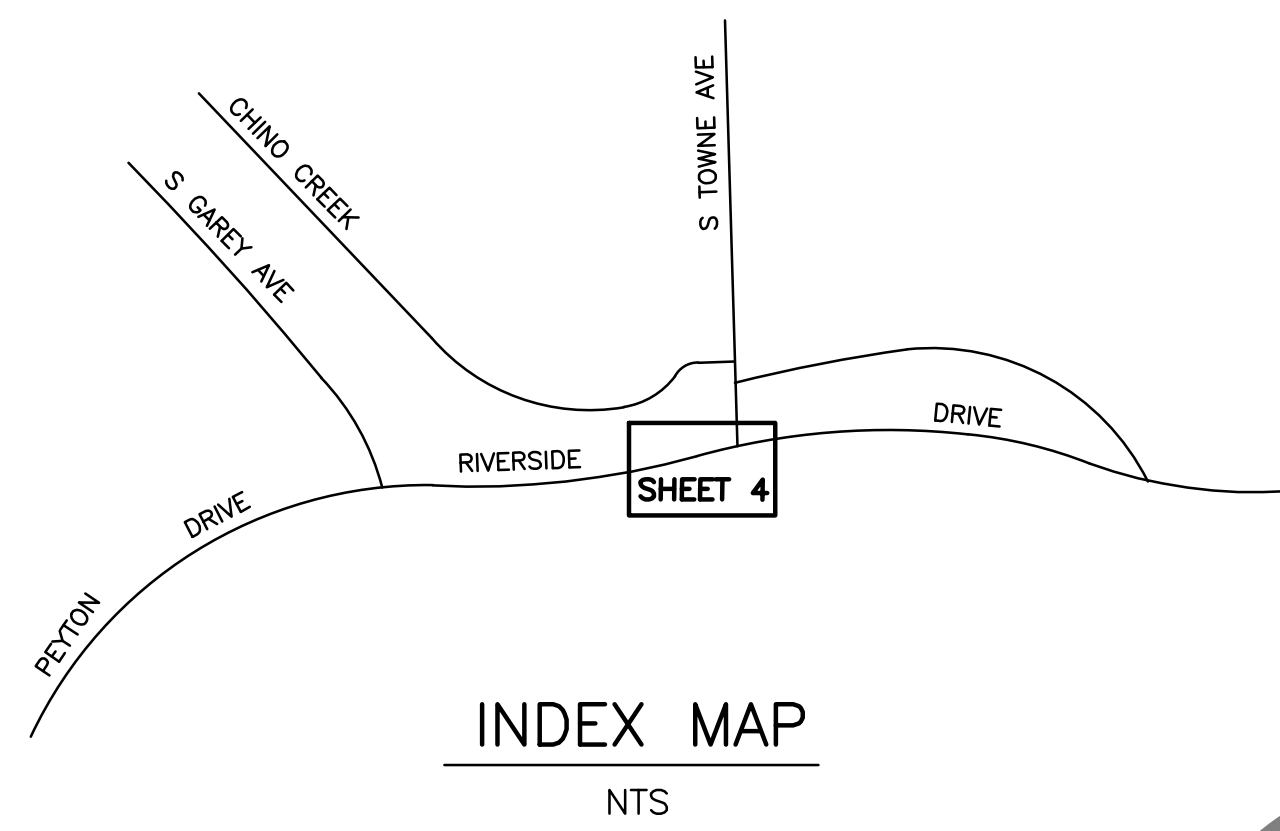 S TOWNE AVE
CHINO CREEK
S GAREY AVE
RIVERSIDE DRIVE
SHEET 4
PEYTON DRIVE
INDEX MAP
NTS